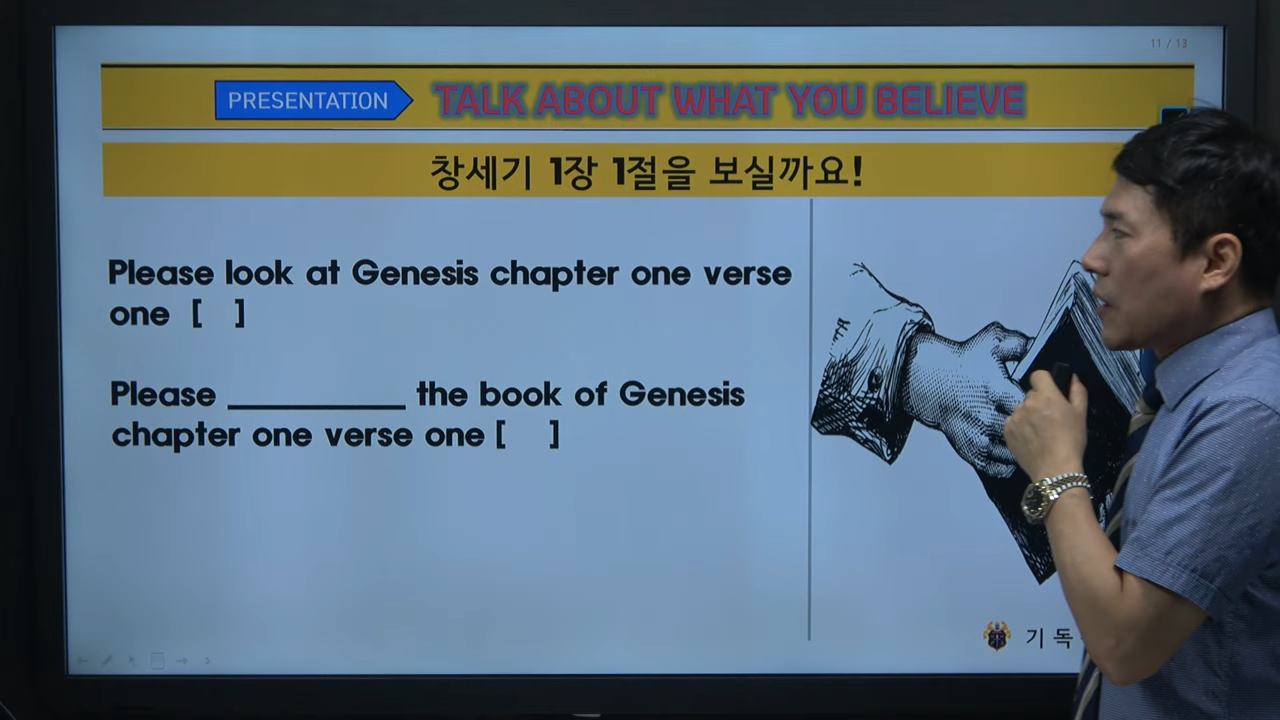 11 / 13
PRESENTATION
TALK ABOUT WHAT YOU BELIEVE
창세기 1장 1절을 보실까요!
Please look at Genesis chapter one verse
one [ ]
Please __________ the book of Genesis
chapter one verse one [ ]
기독